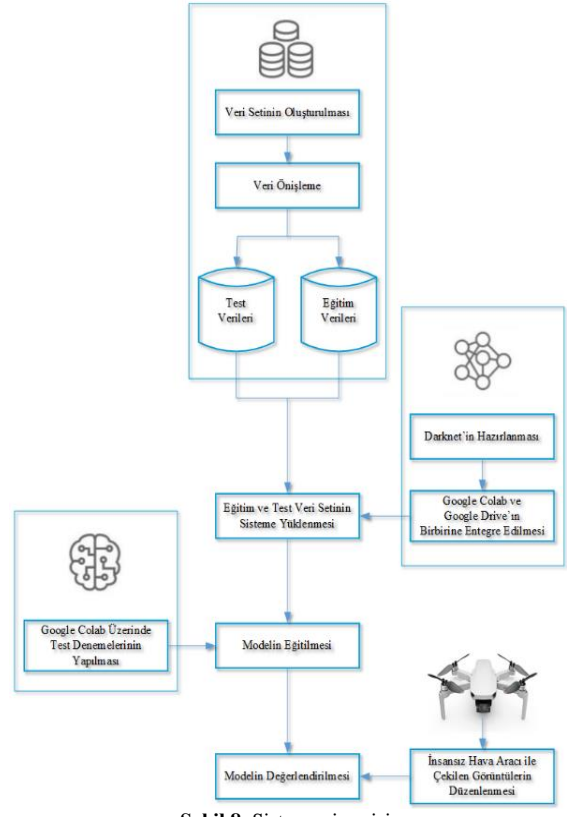 Veri Setinin Oluşturulması
Veri Önişleme
Test
Verileri
Eğitim
Verileri
Darknet`in Hazırlanması
Google Colab ve
Google Drive`ın
Birbirine Entegre Edilmesi
Eğitim ve Test Veri Setinin
Sisteme Yüklenmesi
Google Colab Üzerinde
Test Denemelerinin
Yapılması
Modelin Eğitilmesi
İnsansız Hava Aracı ile
Çekilen Görüntülerin
Düzenlenmesi
Modelin Değerlendirilmesi